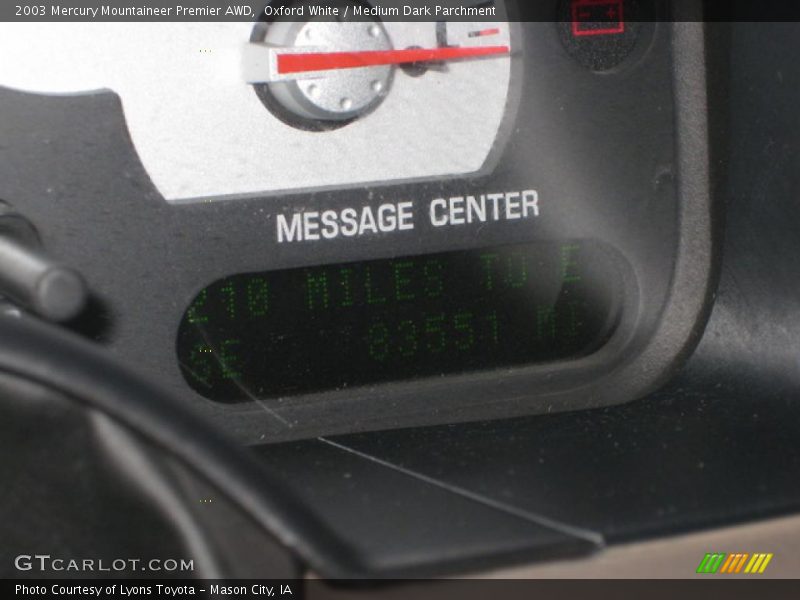 2003 Mercury Mountaineer Premier AWD, Oxford White / Medium Dark Parchment
MESSAGE CENTER
210 MILES TO E
SE 83551 MI
GTCARLOT.COM
Photo Courtesy of Lyons Toyota - Mason City, IA